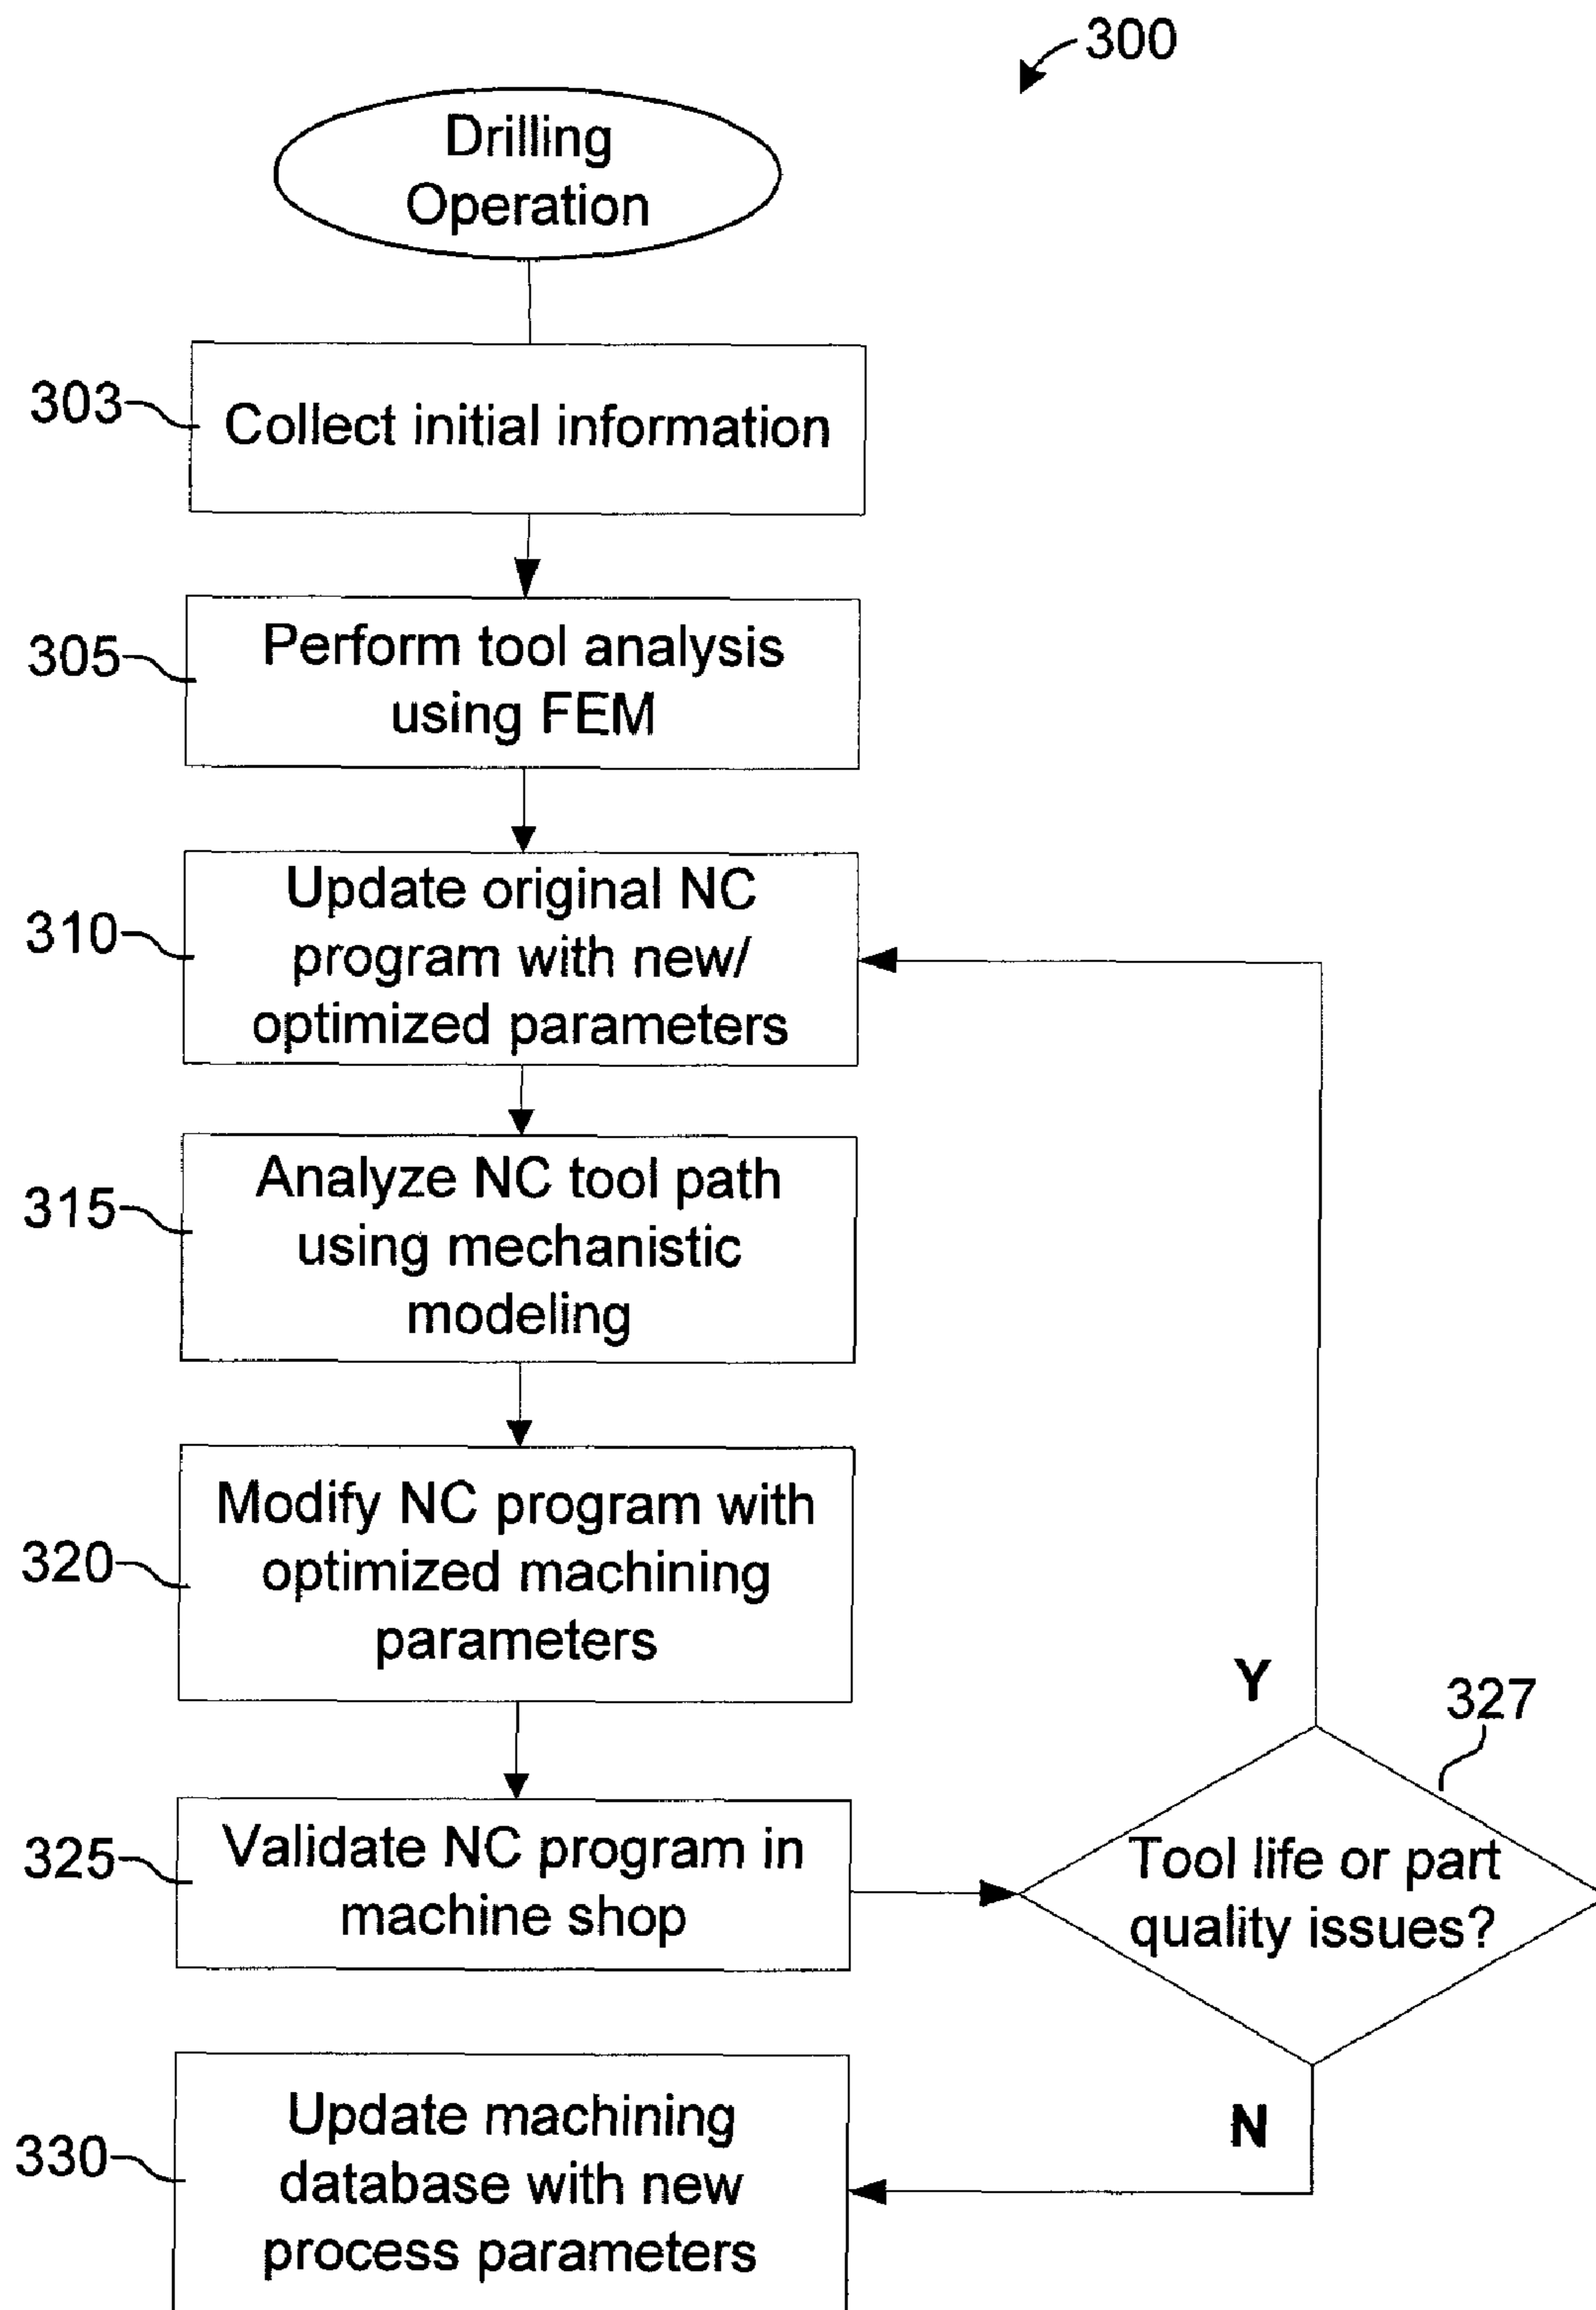 300
Drilling
Operation
303
Collect initial information
305
Perform tool analysis
using FEM
310
Update original NC
program with new/
optimized parameters
315
Analyze NC tool path
using mechanistic
modeling
320
Modify NC program with
optimized machining
parameters
Y
327
325
Validate NC program in
machine shop
Tool life or part
quality issues?
N
330
Update machining
database with new
process parameters